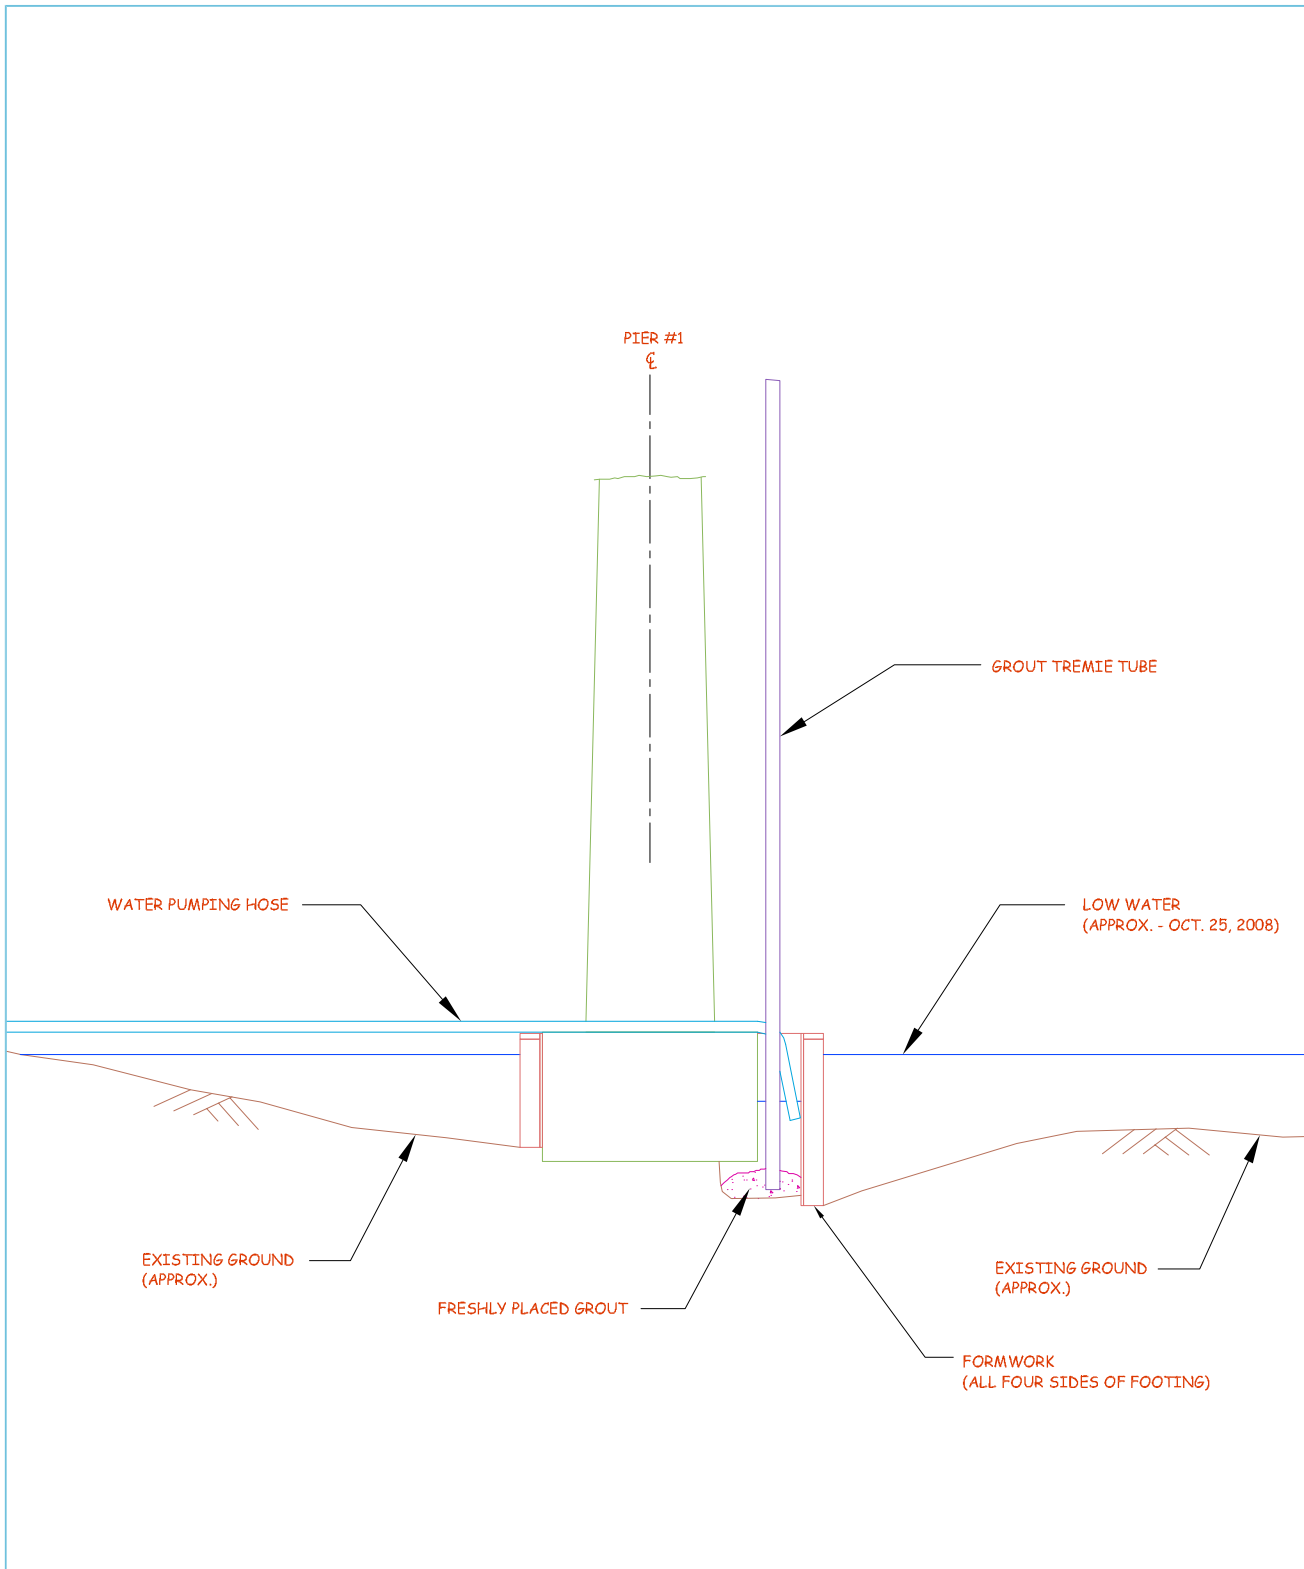 PIER #1
℄
GROUT TREMIE TUBE
WATER PUMPING HOSE
LOW WATER
(APPROX. - OCT. 25, 2008)
EXISTING GROUND
(APPROX.)
EXISTING GROUND
(APPROX.)
FRESHLY PLACED GROUT
FORMWORK
(ALL FOUR SIDES OF FOOTING)